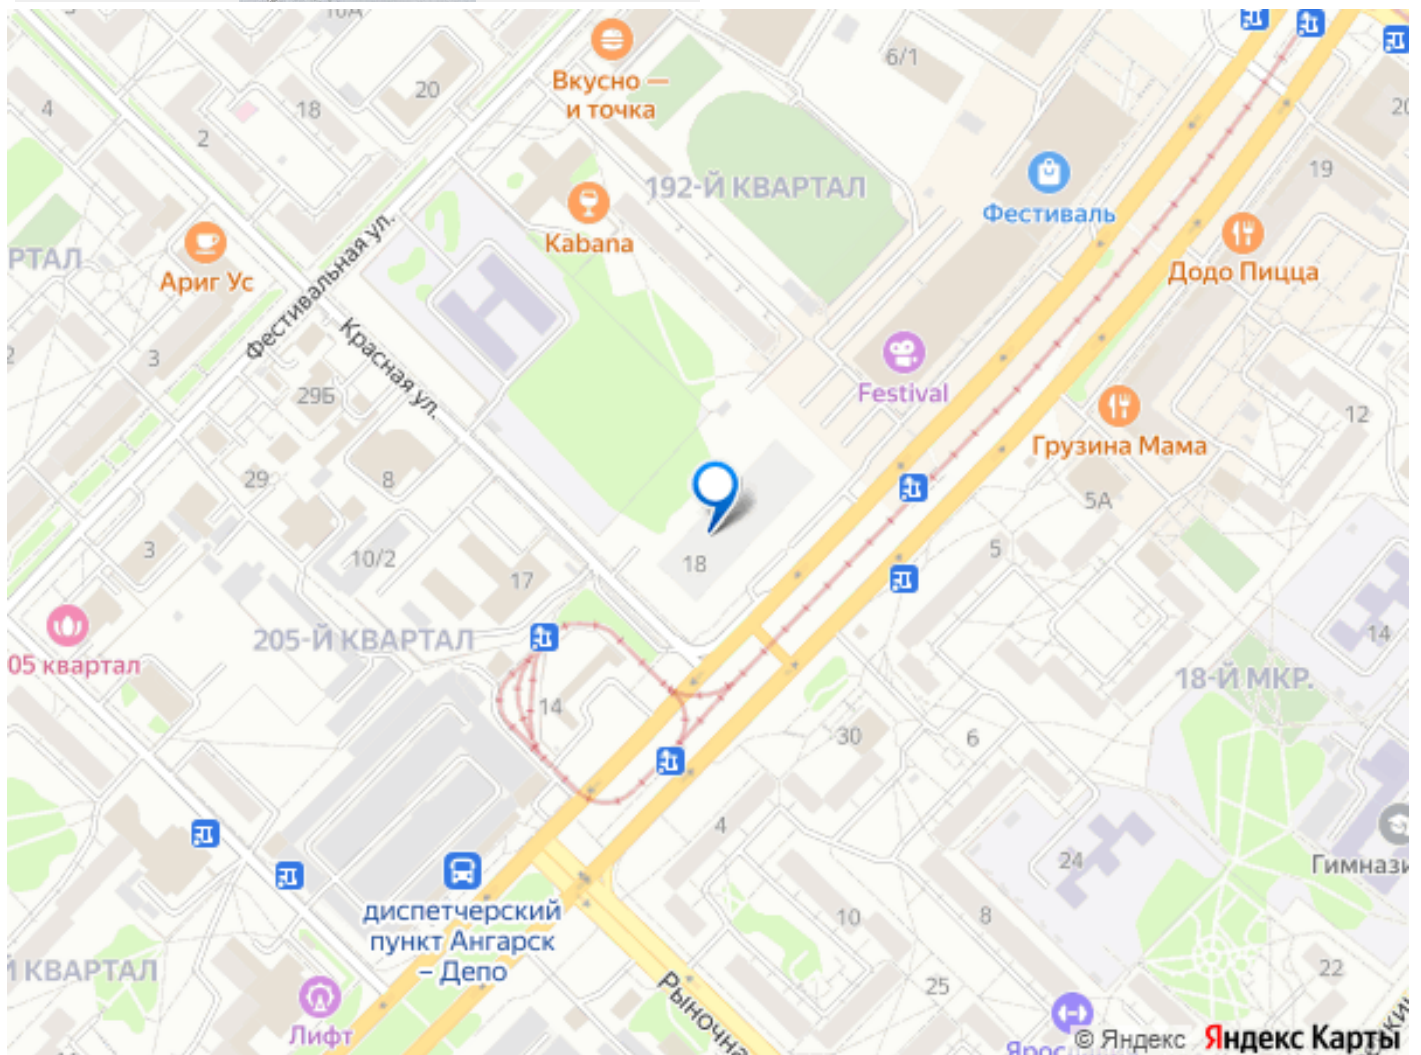 10А
20
18
4
2
Вкусно —
и точка
6/1
19
192-Й КВАРТАЛ
Фестиваль
Kabana
Додо Пицца
РТАЛ
Ариг Ус
Фестивальная ул.
Красная ул.
2
3
29Б
Festival
12
Грузина Мама
29
8
5А
3
10/2
17
18
5
205-Й КВАРТАЛ
05 квартал
14
18-Й МКР.
14
30
6
4
24
Гимнази
диспетчерский
пункт Ангарск
– Депо
10
8
Й КВАРТАЛ
25
22
Лифт
Рыночна
© Яндекс
Яндекс Карты